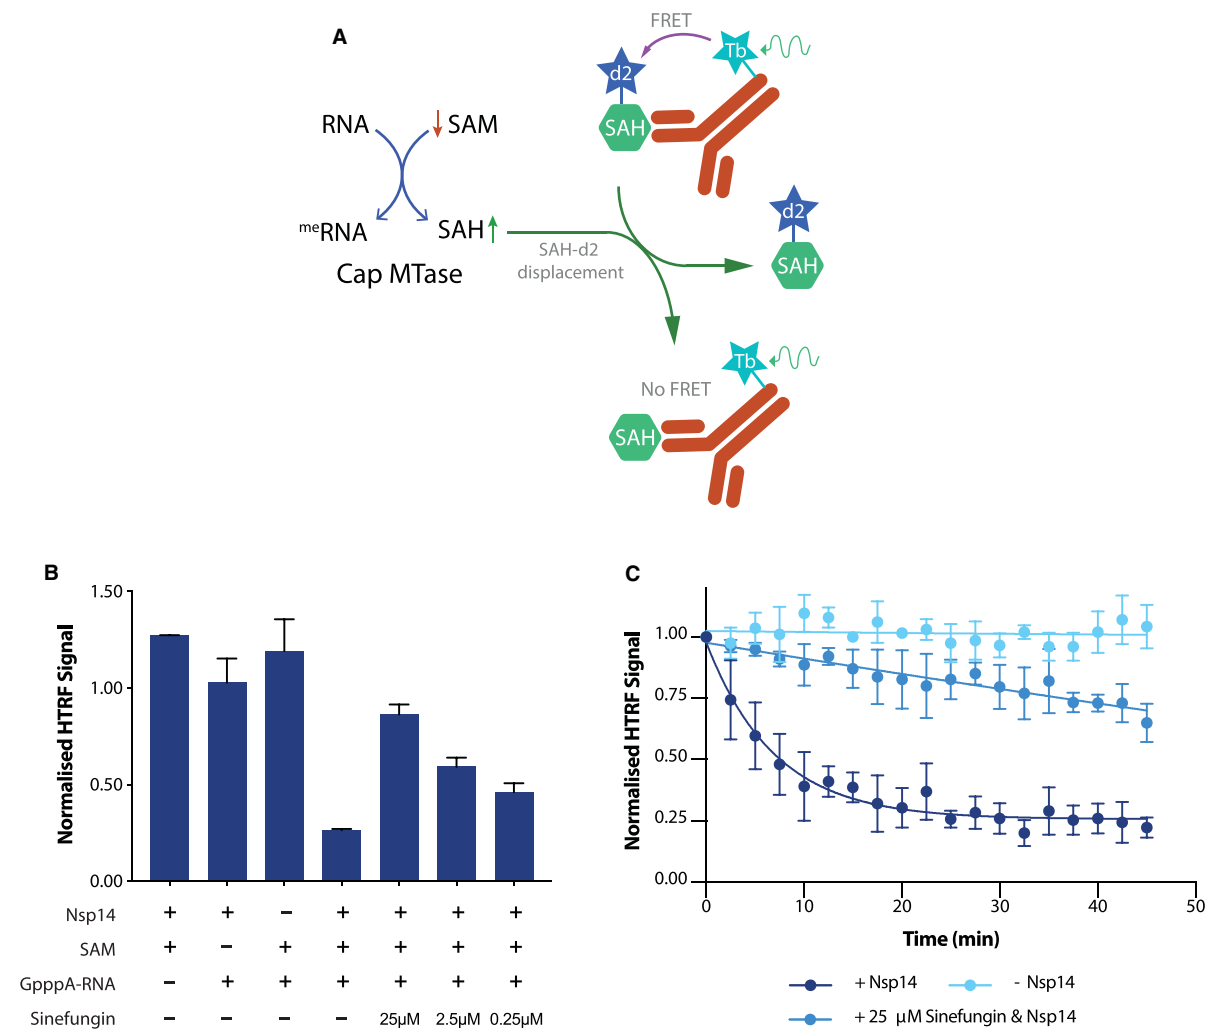 A
FRET
Tb
d2
SAH
RNA
SAM
meRNA
SAH
Cap MTase
SAH-d2
displacement
d2
SAH
Tb
No FRET
SAH
B
Normalised HTRF Signal
1.50
1.00
0.50
0.00
Nsp14 + + – + + + +
SAM + – + + + + +
GpppA-RNA – + + + + + +
Sinefungin – – – – 25μM 2.5μM 0.25μM
C
Normalised HTRF Signal
1.00
0.75
0.50
0.25
0.00
0 10 20 30 40 50
Time (min)
+ Nsp14 - Nsp14
+ 25 μM Sinefungin & Nsp14